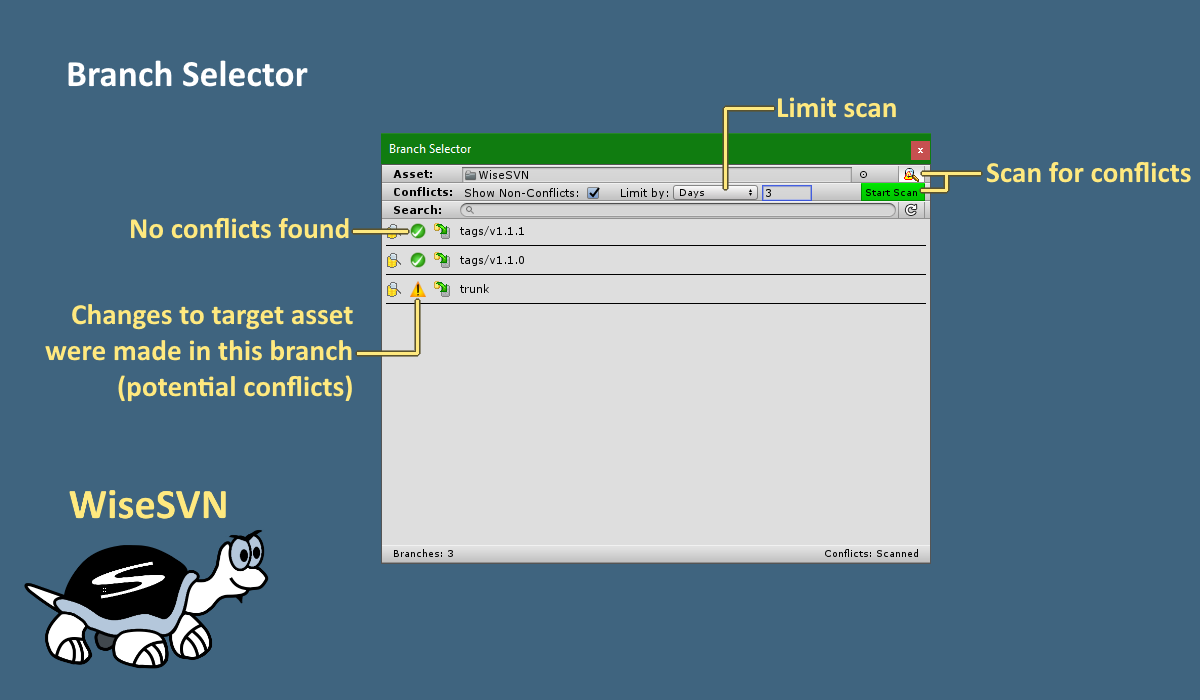 Branch Selector
Limit scan
Branch Selector
x
Asset: WiseSVN
Scan for conflicts
Conflicts: Show Non-Conflicts: Limit by: Days 3 Start Scan
Search:
No conflicts found
tags/v1.1.1
tags/v1.1.0
trunk
Changes to target asset
were made in this branch
(potential conflicts)
WiseSVN
Branches: 3
Conflicts: Scanned